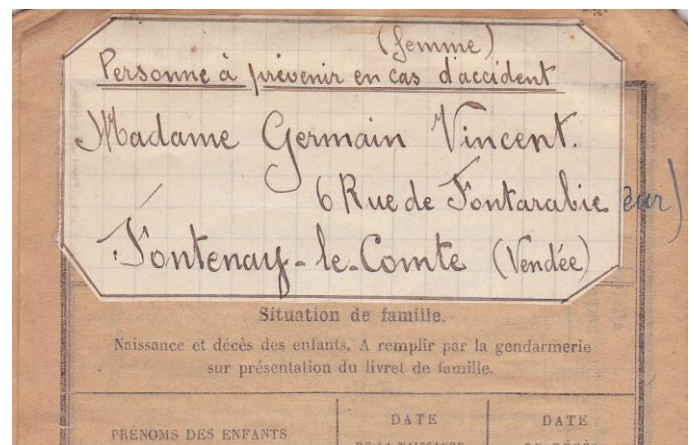 (femme)
Personne à prévenir en cas d'accident
Madame Germain Vincent.
6 Rue de Fontarabie
Fontenay-le-Comte (Vendée)
Situation de famille.
Naissance et décès des enfants. A remplir par la gendarmerie
sur présentation du livret de famille.
PRÉNOMS DES ENFANTS
DATE
DATE